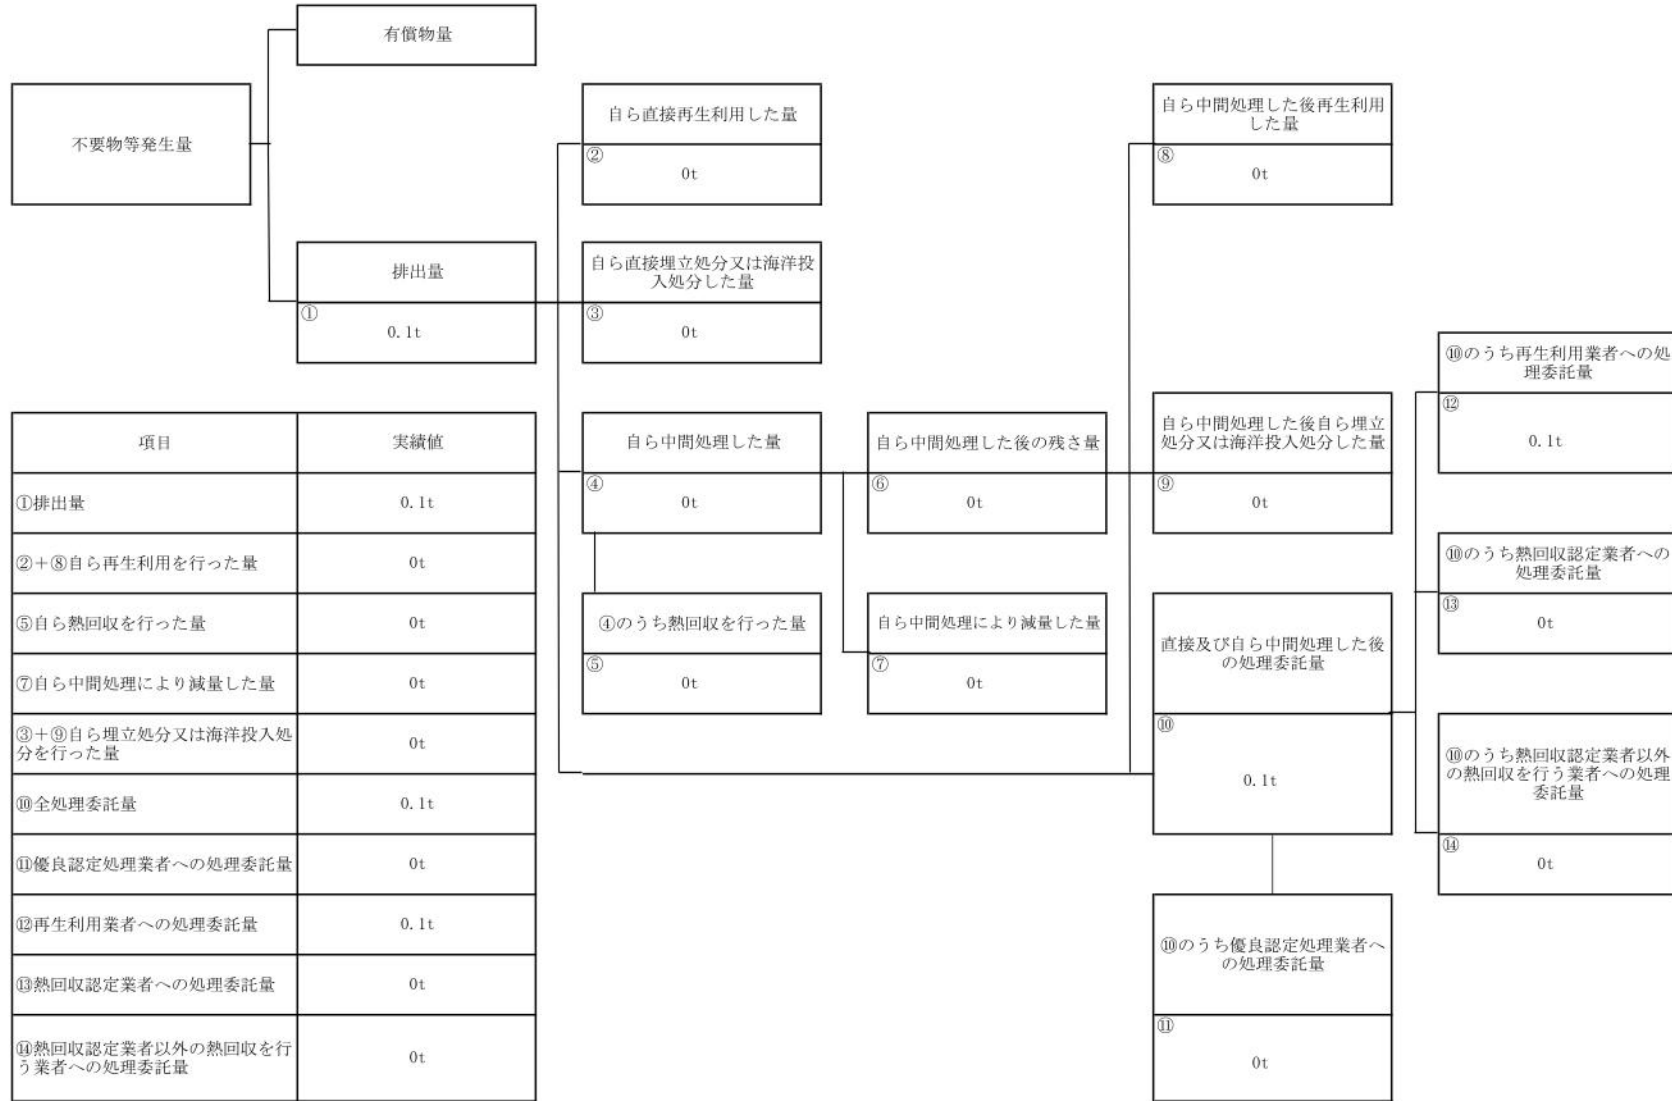 有償物量
不要物等発生量
排出量
①
0.1t
自ら直接再生利用した量
②
0t
自ら直接埋立処分又は海洋投
入処分した量
③
0t
自ら中間処理した量
④
0t
④のうち熱回収を行った量
⑤
0t
自ら中間処理した後の残さ量
⑥
0t
自ら中間処理により減量した量
⑦
0t
自ら中間処理した後再生利用
した量
⑧
0t
自ら中間処理した後自ら埋立
処分又は海洋投入処分した量
⑨
0t
直接及び自ら中間処理した後
の処理委託量
⑩
0.1t
⑩のうち優良認定処理業者へ
の処理委託量
⑪
0t
⑩のうち再生利用業者への処
理委託量
⑫
0.1t
⑩のうち熱回収認定業者への
処理委託量
⑬
0t
⑩のうち熱回収認定業者以外
の熱回収を行う業者への処理
委託量
⑭
0t
項目 実績値
①排出量 0.1t
②+⑧自ら再生利用を行った量 0t
⑤自ら熱回収を行った量 0t
⑦自ら中間処理により減量した量 0t
③+⑨自ら埋立処分又は海洋投入処
分を行った量 0t
⑩全処理委託量 0.1t
⑪優良認定処理業者への処理委託量 0t
⑫再生利用業者への処理委託量 0.1t
⑬熱回収認定業者への処理委託量 0t
⑭熱回収認定業者以外の熱回収を行
う業者への処理委託量 0t